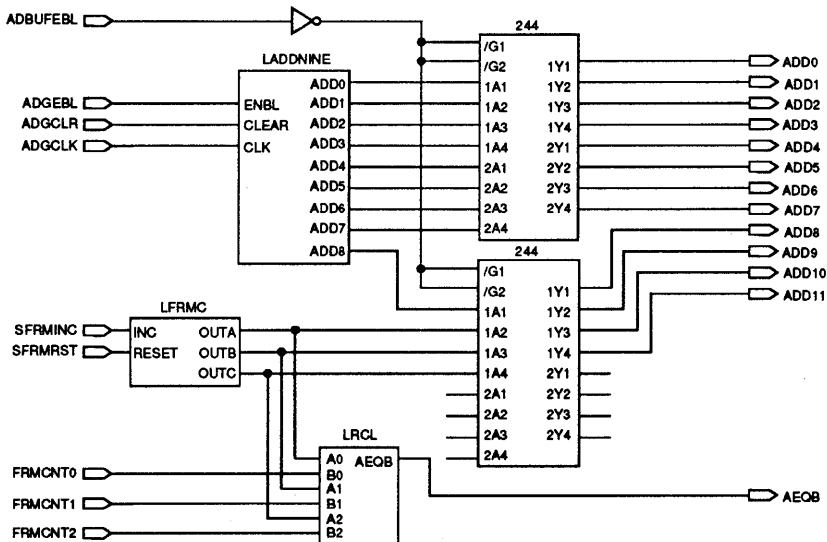 ADBUFEBL
244
/G1
/G2
1A1
1A2
1A3
1A4
2A1
2A2
2A3
2A4
1Y1
1Y2
1Y3
1Y4
2Y1
2Y2
2Y3
2Y4
ADD0
ADD1
ADD2
ADD3
ADD4
ADD5
ADD6
ADD7
ADD8
ADD9
ADD10
ADD11
LADDNINE
ADGEBL
ADGCLR
ADGCLK
ENBL
CLEAR
CLK
ADD0
ADD1
ADD2
ADD3
ADD4
ADD5
ADD6
ADD7
ADD8
244
/G1
/G2
1A1
1A2
1A3
1A4
2A1
2A2
2A3
2A4
1Y1
1Y2
1Y3
1Y4
2Y1
2Y2
2Y3
2Y4
LFRMC
SFRMINC
SFRMRST
INC
RESET
OUTA
OUTB
OUTC
LRCL
FRMCNT0
FRMCNT1
FRMCNT2
A0
B0
A1
B1
A2
B2
AEQB
AEQB